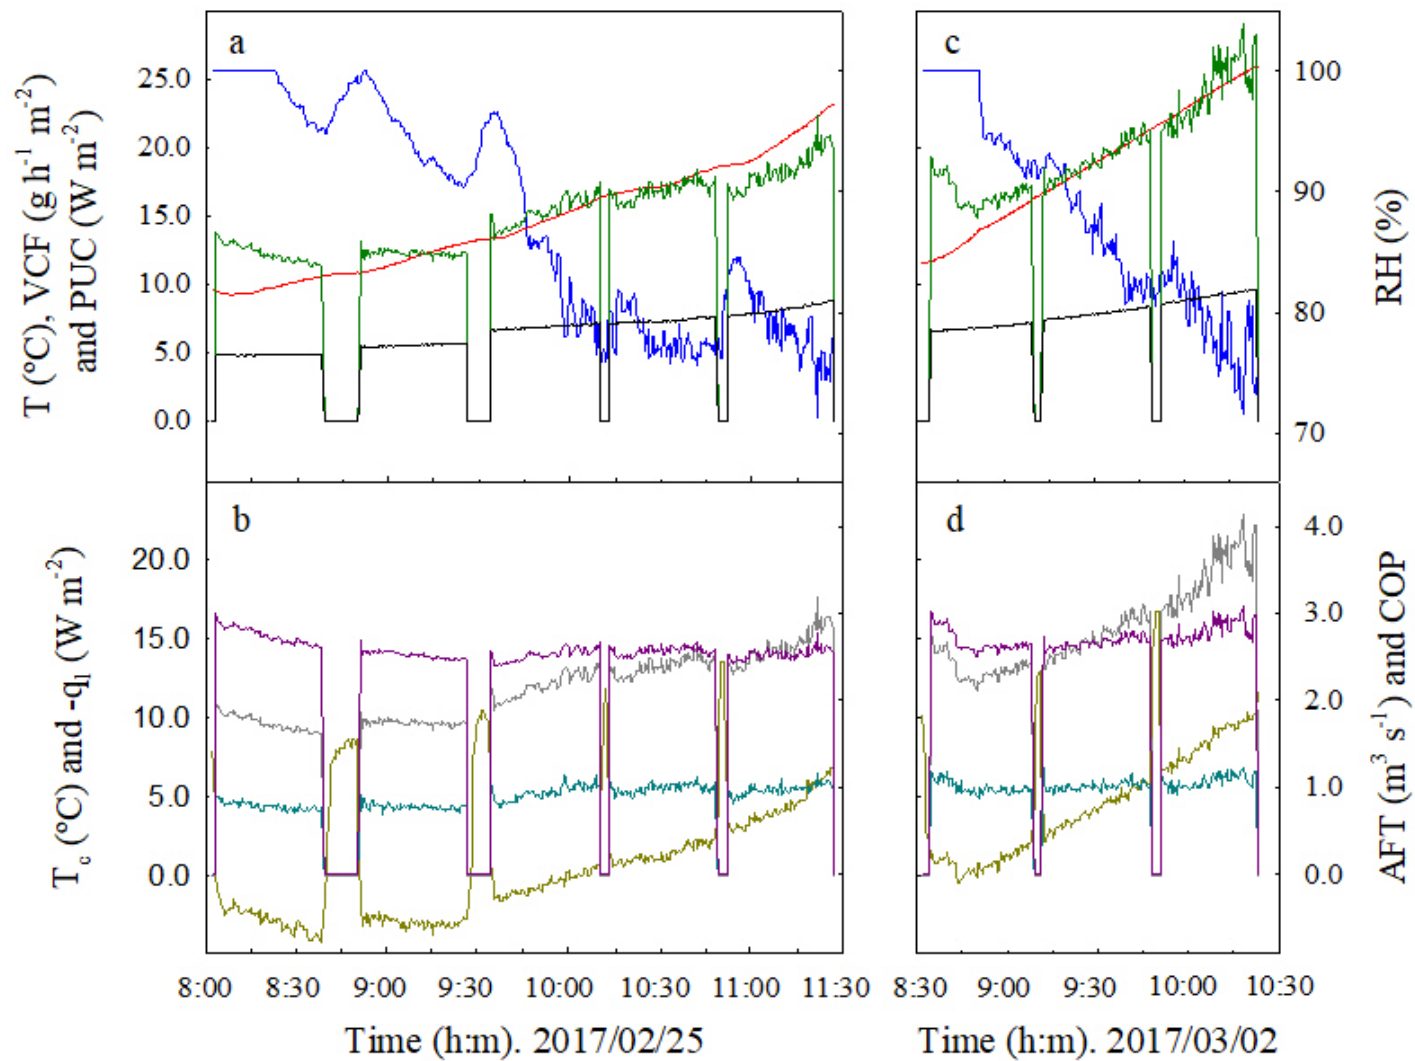 a
c
T (°C), VCF (g h⁻¹ m⁻²)
and PUC (W m⁻²)
25.0
20.0
15.0
10.0
5.0
0.0
100
90
80
70
RH (%)
b
d
T꜀ (°C) and -q₁ (W m⁻²)
20.0
15.0
10.0
5.0
0.0
4.0
3.0
2.0
1.0
0.0
AFT (m³ s⁻¹) and COP
8:00 8:30 9:00 9:30 10:00 10:30 11:00 11:30
8:30 9:00 9:30 10:00 10:30
Time (h:m). 2017/02/25
Time (h:m). 2017/03/02